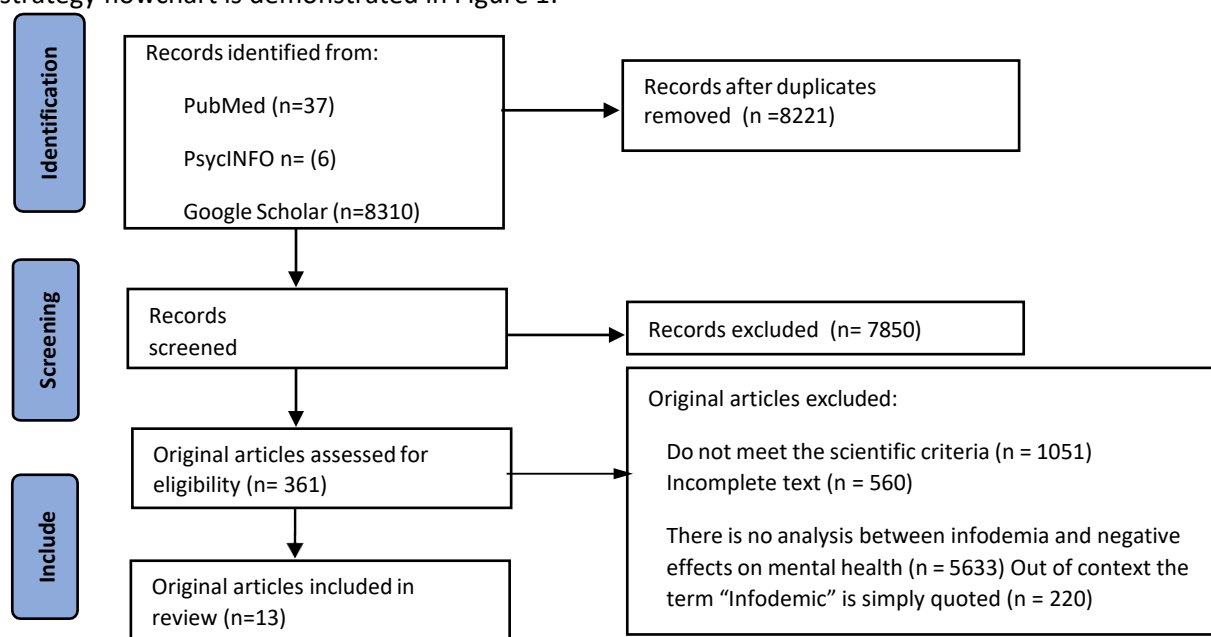 strategy flowchart is demonstrated in Figure 1.
Identification
Records identified from:
PubMed (n=37)
PsycINFO n= (6)
Google Scholar (n=8310)
Records after duplicates
removed (n =8221)
Screening
Records
screened
Records excluded (n= 7850)
Original articles assessed for
eligibility (n= 361)
Original articles excluded:
Do not meet the scientific criteria (n = 1051)
Incomplete text (n = 560)
There is no analysis between infodemia and negative
effects on mental health (n = 5633) Out of context the
term “Infodemic” is simply quoted (n = 220)
Include
Original articles included in
review (n=13)